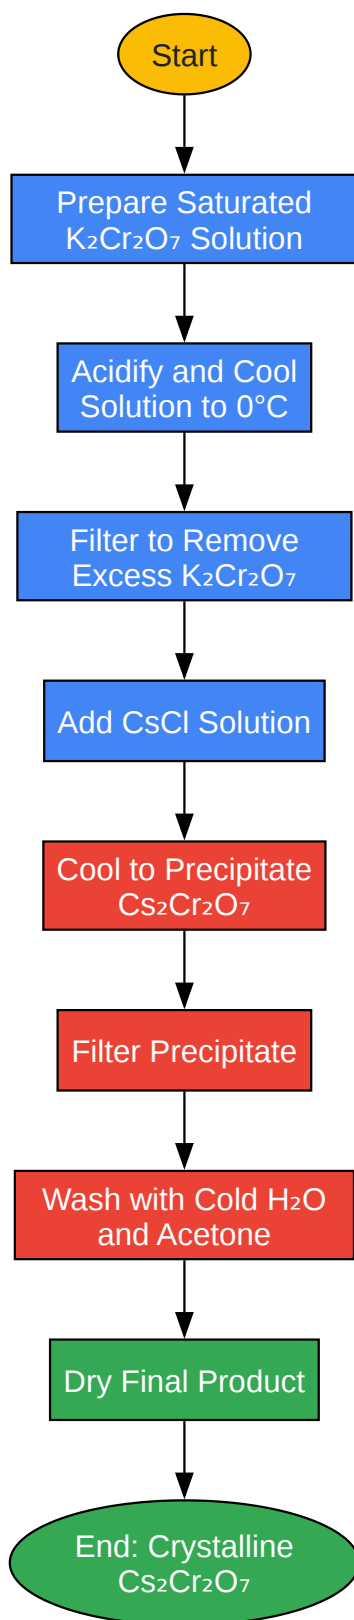 Start
Prepare Saturated
K₂Cr₂O₇ Solution
Acidify and Cool
Solution to 0°C
Filter to Remove
Excess K₂Cr₂O₇
Add CsCl Solution
Cool to Precipitate
Cs₂Cr₂O₇
Filter Precipitate
Wash with Cold H₂O
and Acetone
Dry Final Product
End: Crystalline
Cs₂Cr₂O₇